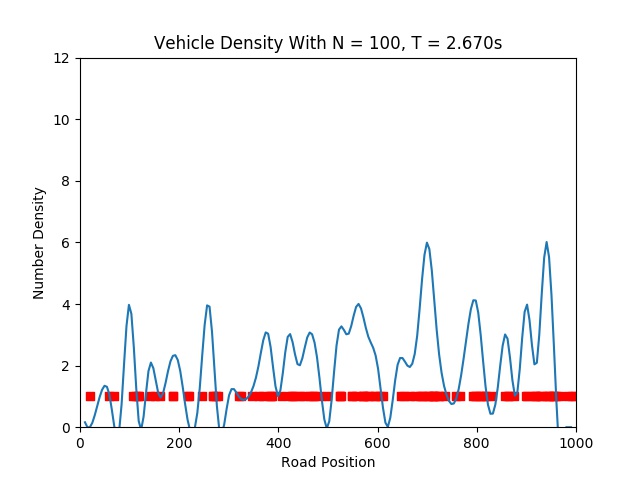 Vehicle Density With N = 100, T = 2.670s
12
10
8
6
4
2
0
Number Density
0 200 400 600 800 1000
Road Position